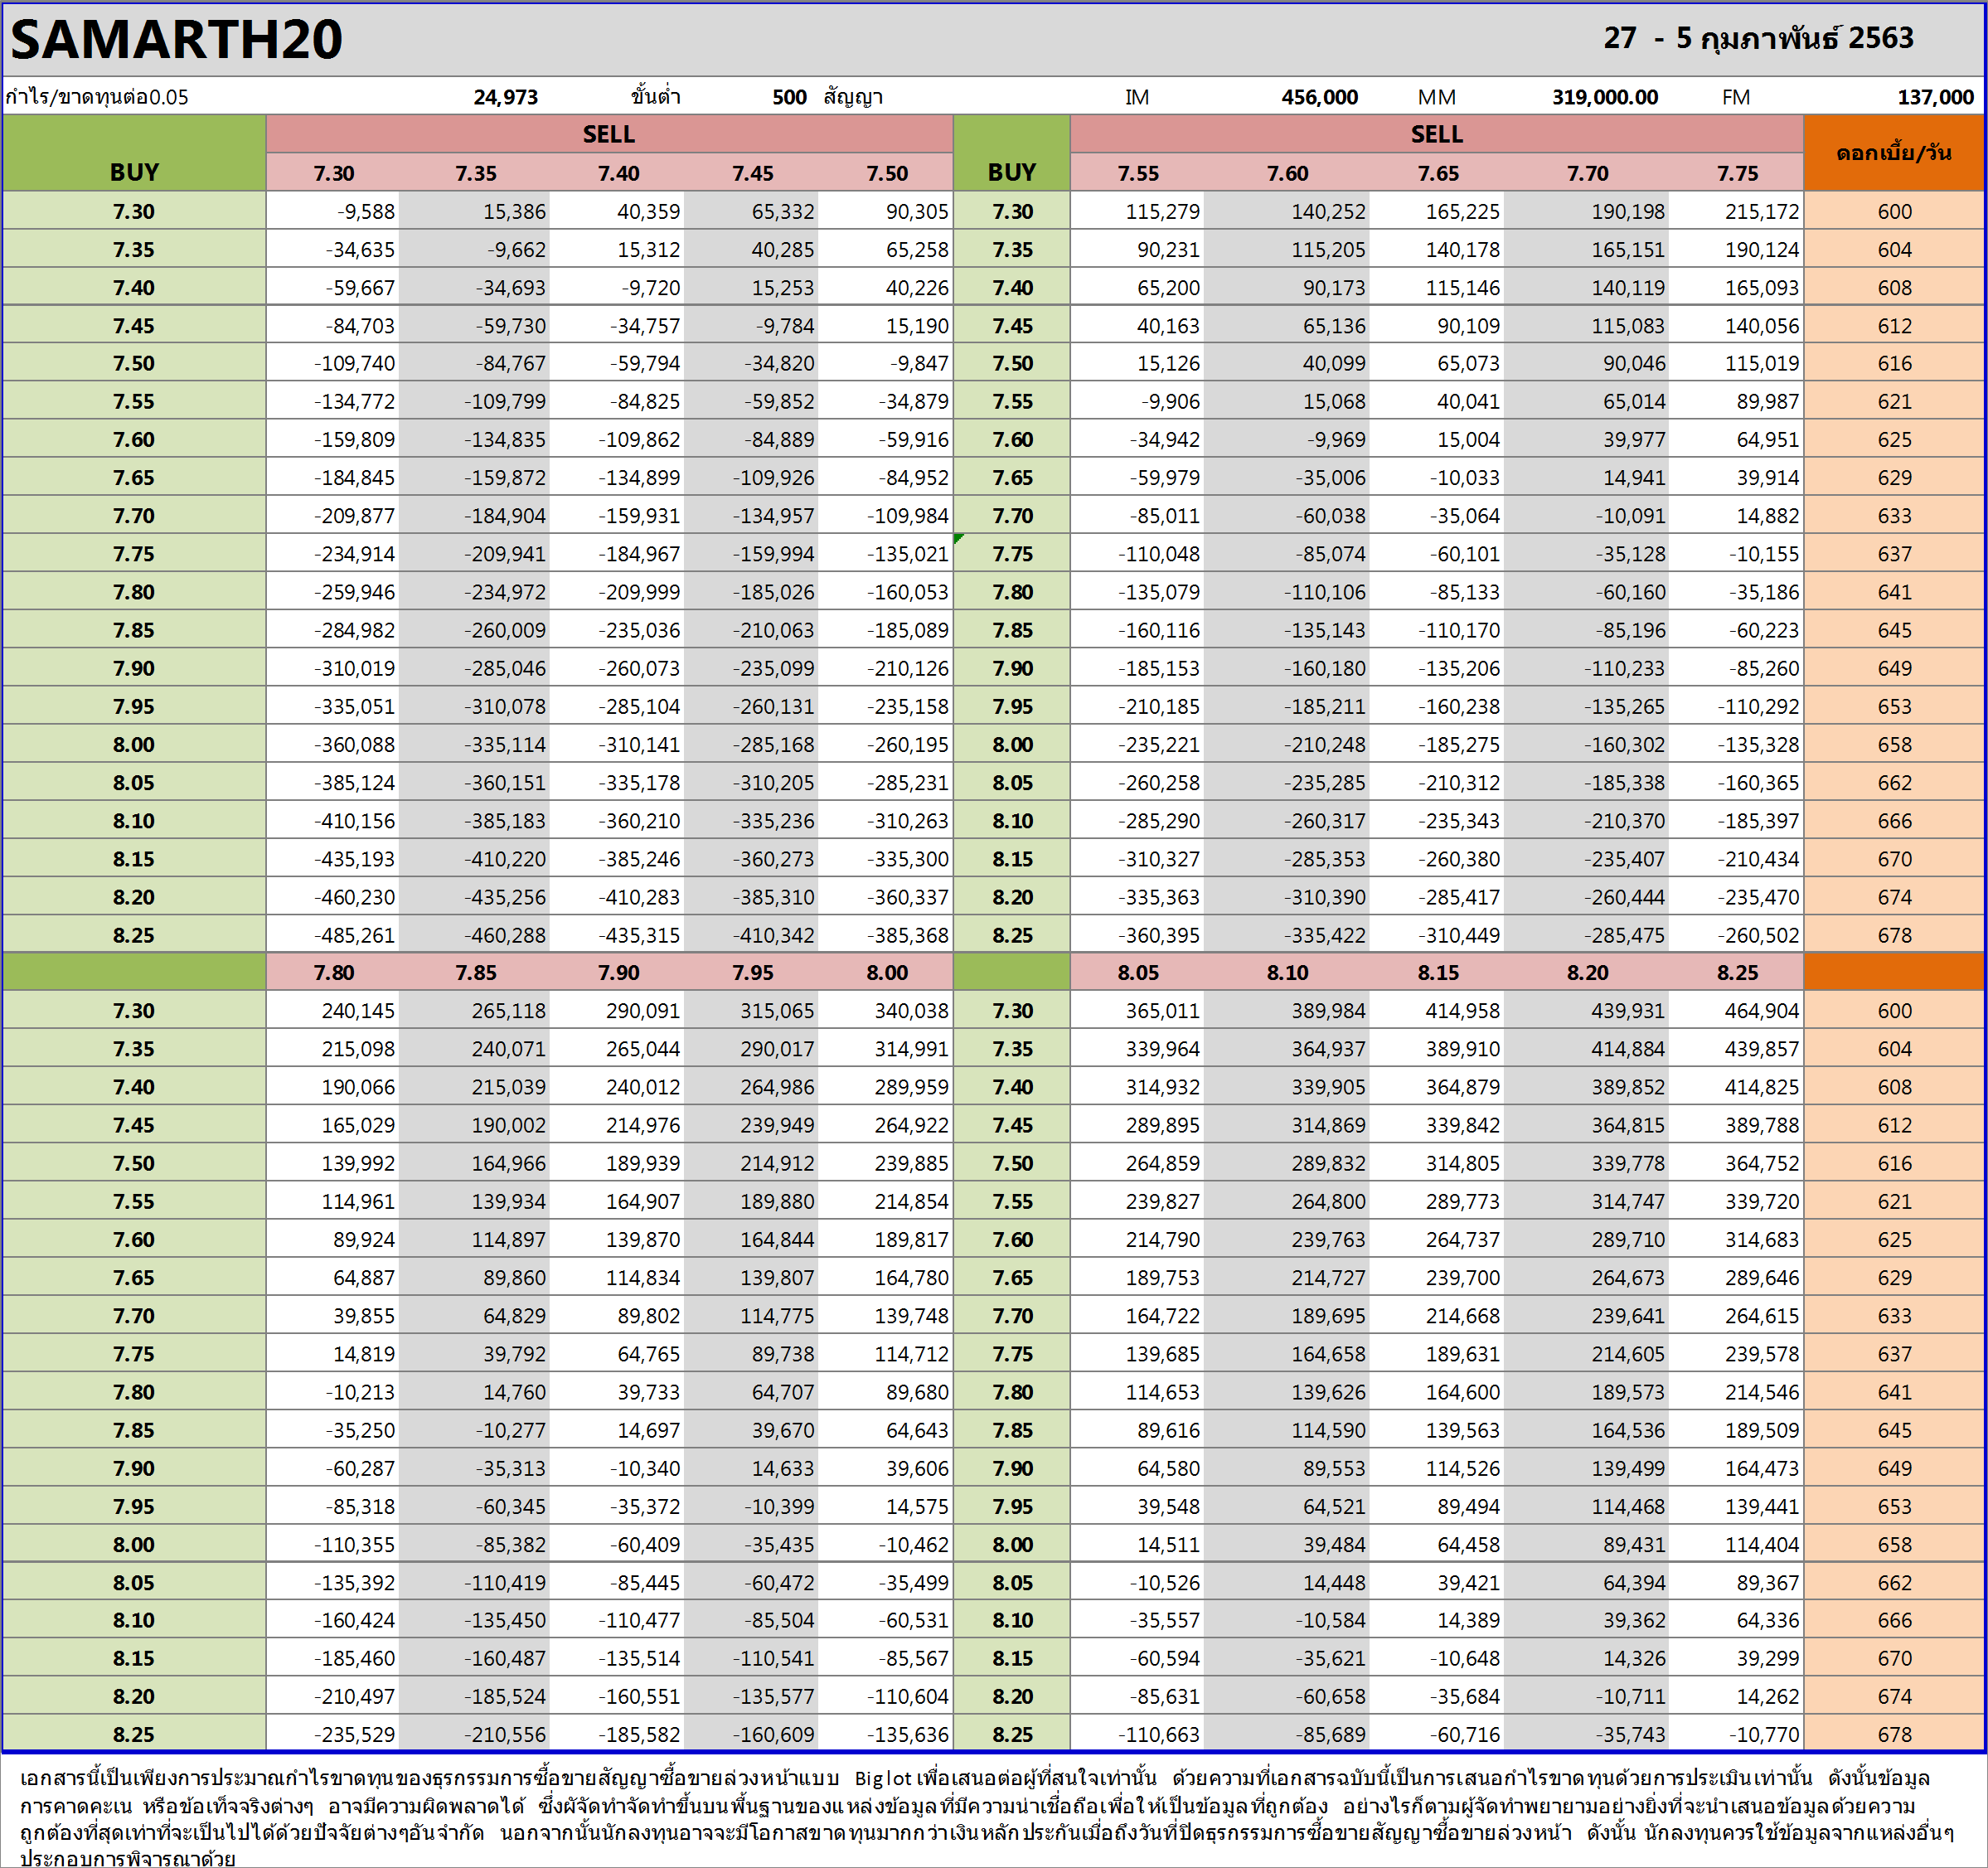 SAMARTH20 27 - 5 กุมภาพันธ์ 2563
กำไร/ขาดทุนต่อ0.05 24,973 ขั้นต่ำ 500 สัญญา IM 456,000 MM 319,000.00 FM 137,000
SELL SELL
BUY 7.30 7.35 7.40 7.45 7.50 BUY 7.55 7.60 7.65 7.70 7.75 ดอกเบี้ย/วัน
7.30 -9,588 15,386 40,359 65,332 90,305 7.30 115,279 140,252 165,225 190,198 215,172 600
7.35 -34,635 -9,662 15,312 40,285 65,258 7.35 90,231 115,205 140,178 165,151 190,124 604
7.40 -59,667 -34,693 -9,720 15,253 40,226 7.40 65,200 90,173 115,146 140,119 165,093 608
7.45 -84,703 -59,730 -34,757 -9,784 15,190 7.45 40,163 65,136 90,109 115,083 140,056 612
7.50 -109,740 -84,767 -59,794 -34,820 -9,847 7.50 15,126 40,099 65,073 90,046 115,019 616
7.55 -134,772 -109,799 -84,825 -59,852 -34,879 7.55 -9,906 15,068 40,041 65,014 89,987 621
7.60 -159,809 -134,835 -109,862 -84,889 -59,916 7.60 -34,942 -9,969 15,004 39,977 64,951 625
7.65 -184,845 -159,872 -134,899 -109,926 -84,952 7.65 -59,979 -35,006 -10,033 14,941 39,914 629
7.70 -209,877 -184,904 -159,931 -134,957 -109,984 7.70 -85,011 -60,038 -35,064 -10,091 14,882 633
7.75 -234,914 -209,941 -184,967 -159,994 -135,021 7.75 -110,048 -85,074 -60,101 -35,128 -10,155 637
7.80 -259,946 -234,972 -209,999 -185,026 -160,053 7.80 -135,079 -110,106 -85,133 -60,160 -35,186 641
7.85 -284,982 -260,009 -235,036 -210,063 -185,089 7.85 -160,116 -135,143 -110,170 -85,196 -60,223 645
7.90 -310,019 -285,046 -260,073 -235,099 -210,126 7.90 -185,153 -160,180 -135,206 -110,233 -85,260 649
7.95 -335,051 -310,078 -285,104 -260,131 -235,158 7.95 -210,185 -185,211 -160,238 -135,265 -110,292 653
8.00 -360,088 -335,114 -310,141 -285,168 -260,195 8.00 -235,221 -210,248 -185,275 -160,302 -135,328 658
8.05 -385,124 -360,151 -335,178 -310,205 -285,231 8.05 -260,258 -235,285 -210,312 -185,338 -160,365 662
8.10 -410,156 -385,183 -360,210 -335,236 -310,263 8.10 -285,290 -260,317 -235,343 -210,370 -185,397 666
8.15 -435,193 -410,220 -385,246 -360,273 -335,300 8.15 -310,327 -285,353 -260,380 -235,407 -210,434 670
8.20 -460,230 -435,256 -410,283 -385,310 -360,337 8.20 -335,363 -310,390 -285,417 -260,444 -235,470 674
8.25 -485,261 -460,288 -435,315 -410,342 -385,368 8.25 -360,395 -335,422 -310,449 -285,475 -260,502 678
7.80 7.85 7.90 7.95 8.00 8.05 8.10 8.15 8.20 8.25
7.30 240,145 265,118 290,091 315,065 340,038 7.30 365,011 389,984 414,958 439,931 464,904 600
7.35 215,098 240,071 265,044 290,017 314,991 7.35 339,964 364,937 389,910 414,884 439,857 604
7.40 190,066 215,039 240,012 264,986 289,959 7.40 314,932 339,905 364,879 389,852 414,825 608
7.45 165,029 190,002 214,976 239,949 264,922 7.45 289,895 314,869 339,842 364,815 389,788 612
7.50 139,992 164,966 189,939 214,912 239,885 7.50 264,859 289,832 314,805 339,778 364,752 616
7.55 114,961 139,934 164,907 189,880 214,854 7.55 239,827 264,800 289,773 314,747 339,720 621
7.60 89,924 114,897 139,870 164,844 189,817 7.60 214,790 239,763 264,737 289,710 314,683 625
7.65 64,887 89,860 114,834 139,807 164,780 7.65 189,753 214,727 239,700 264,673 289,646 629
7.70 39,855 64,829 89,802 114,775 139,748 7.70 164,722 189,695 214,668 239,641 264,615 633
7.75 14,819 39,792 64,765 89,738 114,712 7.75 139,685 164,658 189,631 214,605 239,578 637
7.80 -10,213 14,760 39,733 64,707 89,680 7.80 114,653 139,626 164,600 189,573 214,546 641
7.85 -35,250 -10,277 14,697 39,670 64,643 7.85 89,616 114,590 139,563 164,536 189,509 645
7.90 -60,287 -35,313 -10,340 14,633 39,606 7.90 64,580 89,553 114,526 139,499 164,473 649
7.95 -85,318 -60,345 -35,372 -10,399 14,575 7.95 39,548 64,521 89,494 114,468 139,441 653
8.00 -110,355 -85,382 -60,409 -35,435 -10,462 8.00 14,511 39,484 64,458 89,431 114,404 658
8.05 -135,392 -110,419 -85,445 -60,472 -35,499 8.05 -10,526 14,448 39,421 64,394 89,367 662
8.10 -160,424 -135,450 -110,477 -85,504 -60,531 8.10 -35,557 -10,584 14,389 39,362 64,336 666
8.15 -185,460 -160,487 -135,514 -110,541 -85,567 8.15 -60,594 -35,621 -10,648 14,326 39,299 670
8.20 -210,497 -185,524 -160,551 -135,577 -110,604 8.20 -85,631 -60,658 -35,684 -10,711 14,262 674
8.25 -235,529 -210,556 -185,582 -160,609 -135,636 8.25 -110,663 -85,689 -60,716 -35,743 -10,770 678
เอกสารนี้เป็นเพียงการประมาณกำไรขาดทุนของธุรกรรมการซื้อขายสัญญาซื้อขายล่วงหน้าแบบ Big lot เพื่อเสนอต่อผู้ที่สนใจเท่านั้น ด้วยความที่เอกสารฉบับนี้เป็นการเสนอกำไรขาดทุนด้วยการประเมินเท่านั้น ดังนั้นข้อมูล
การคาดคะเน หรือข้อเท็จจริงต่างๆ อาจมีความผิดพลาดได้ ซึ่งผัจัดทำจัดทำขึ้นบนพื้นฐานของแหล่งข้อมูลที่มีความน่าเชื่อถือเพื่อให้เป็นข้อมูลที่ถูกต้อง อย่างไรก็ตามผู้จัดทำพยายามอย่างยิ่งที่จะนำเสนอข้อมูลด้วยความ
ถูกต้องที่สุดเท่าที่จะเป็นไปได้ด้วยปัจจัยต่างๆอันจำกัด นอกจากนั้นนักลงทุนอาจจะมีโอกาสขาดทุนมากกว่าเงินหลักประกันเมื่อถึงวันที่ปิดธุรกรรมการซื้อขายสัญญาซื้อขายล่วงหน้า ดังนั้น นักลงทุนควรใช้ข้อมูลจากแหล่งอื่นๆ
ประกอบการพิจารณาด้วย